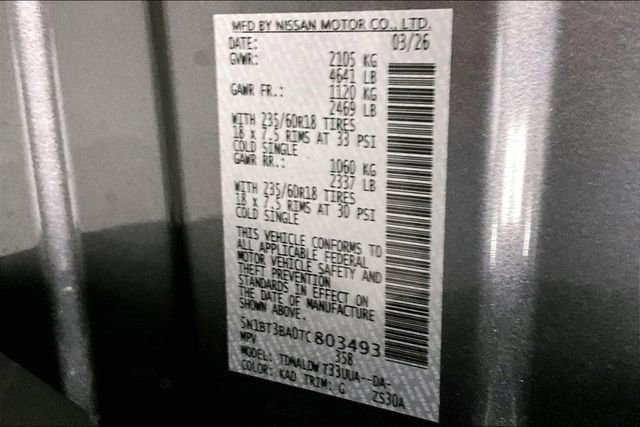 MFD BY NISSAN MOTOR CO., LTD.
DATE: 03/26
GVWR: 2105 KG
4641 LB
GAWR FR.: 1120 KG
2469 LB
WITH 235/60R18 TIRES
18 x 7.5 RIMS AT 33 PSI
COLD SINGLE
GAWR RR.: 1060 KG
2337 LB
WITH 235/60R18 TIRES
18 x 7.5 RIMS AT 30 PSI
COLD SINGLE
THIS VEHICLE CONFORMS TO
ALL APPLICABLE FEDERAL
MOTOR VEHICLE SAFETY AND
THEFT PREVENTION
STANDARDS IN EFFECT ON
THE DATE OF MANUFACTURE
SHOWN ABOVE.
5N1BT3BA0TC803493
MPV 358
MODEL: TDNALDW T33UUA--DA-
COLOR: KAD TRIM: G ZS30A